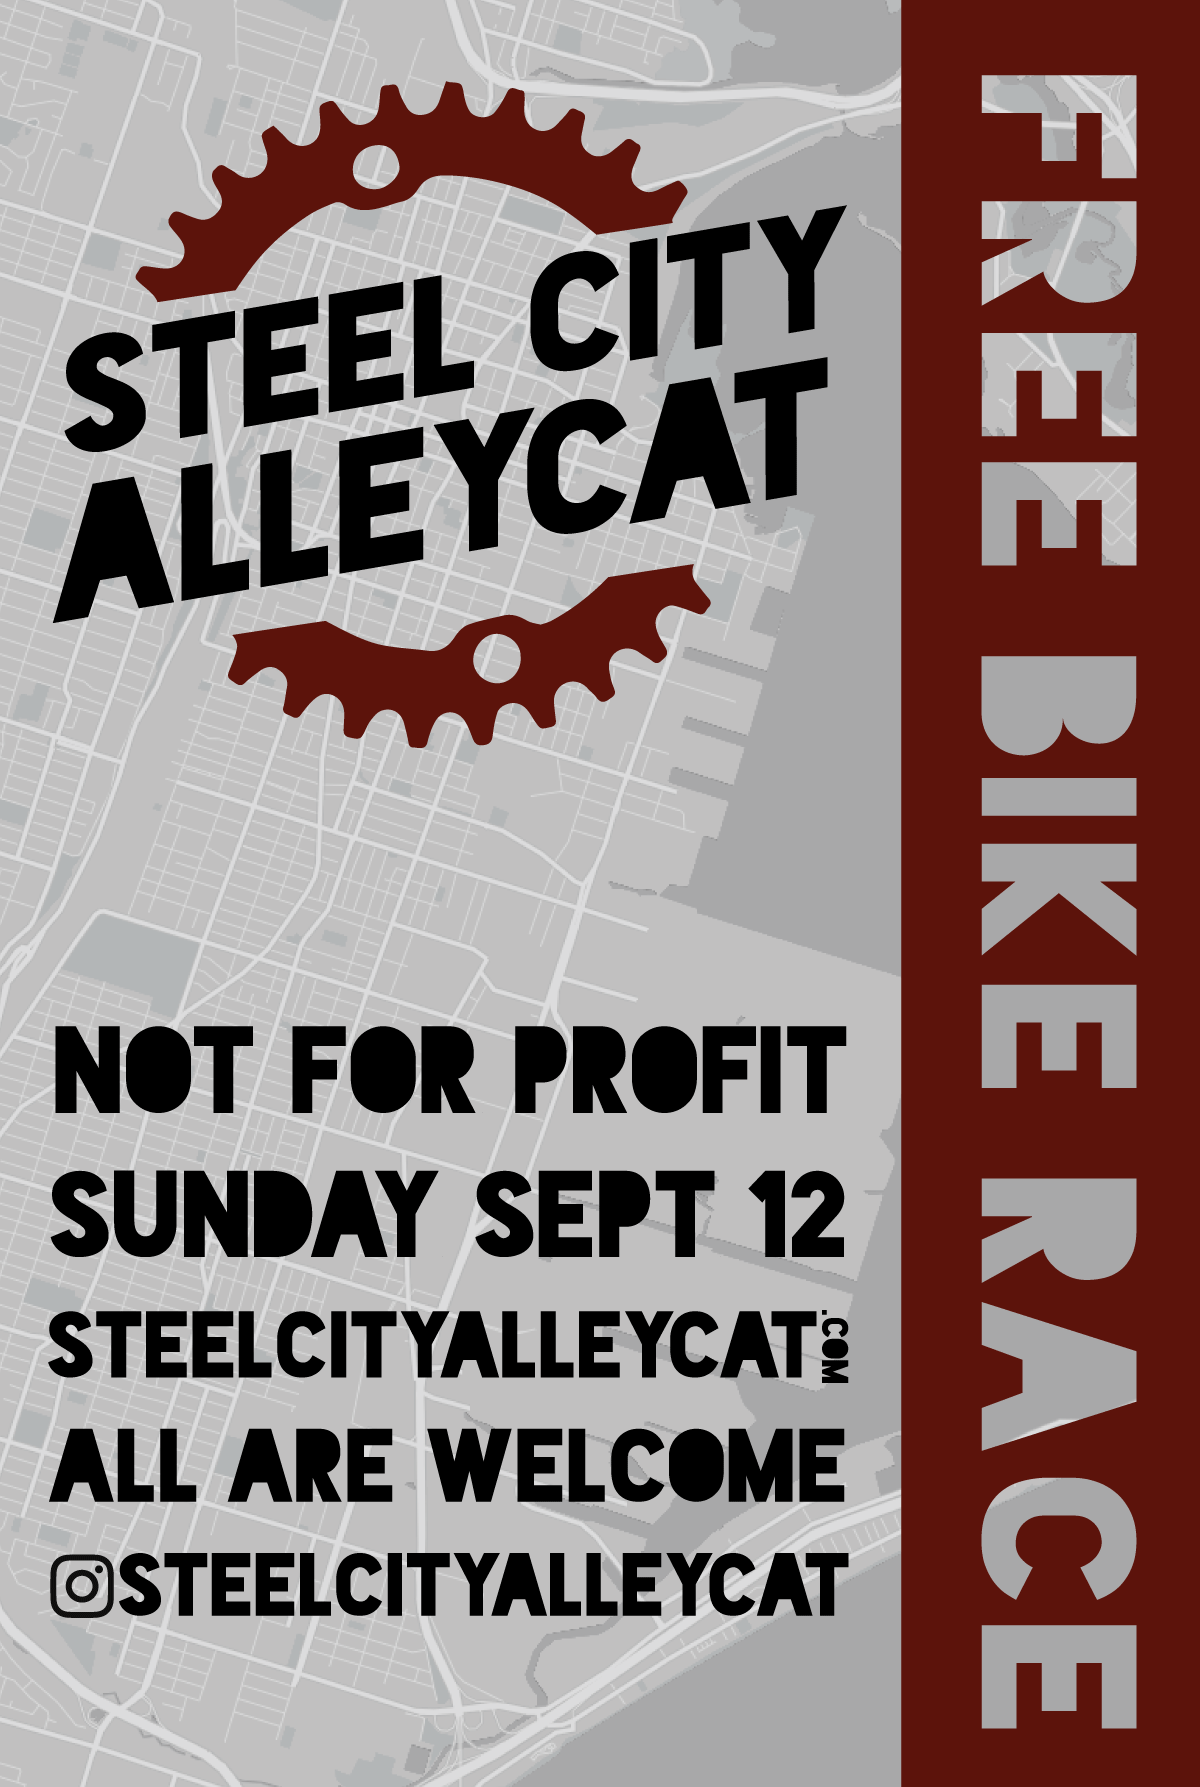 STEEL CITY
ALLEYCAT
NOT FOR PROFIT
SUNDAY SEPT 12
STEELCITYALLEYCAT.COM
ALL ARE WELCOME
STEELCITYALLEYCAT
FREE BIKE RACE